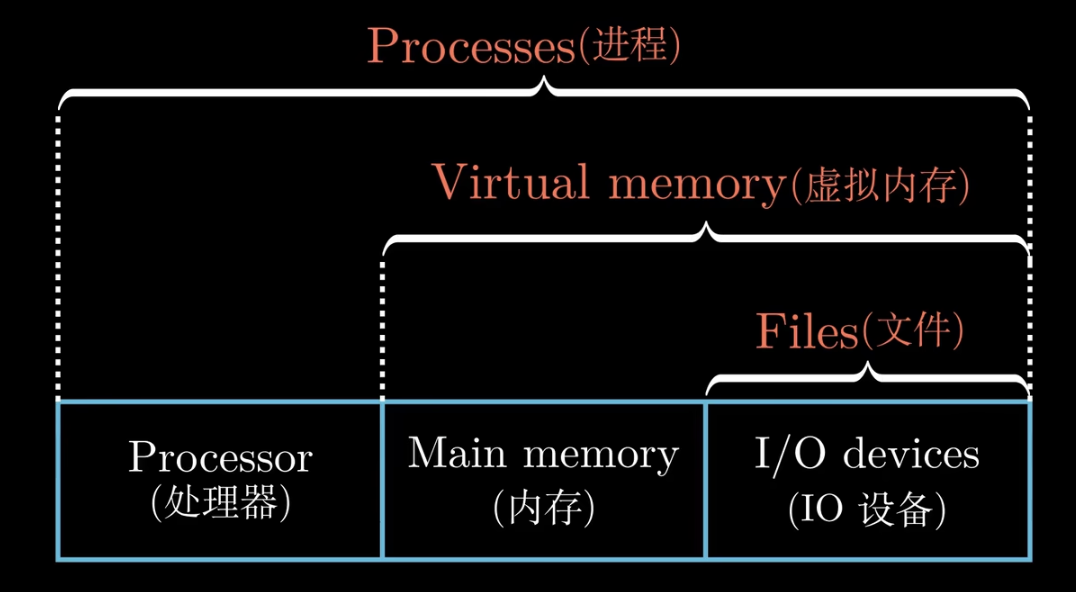 Processes(进程)
Virtual memory(虚拟内存)
Files(文件)
Processor
(处理器)
Main memory
(内存)
I/O devices
(IO 设备)